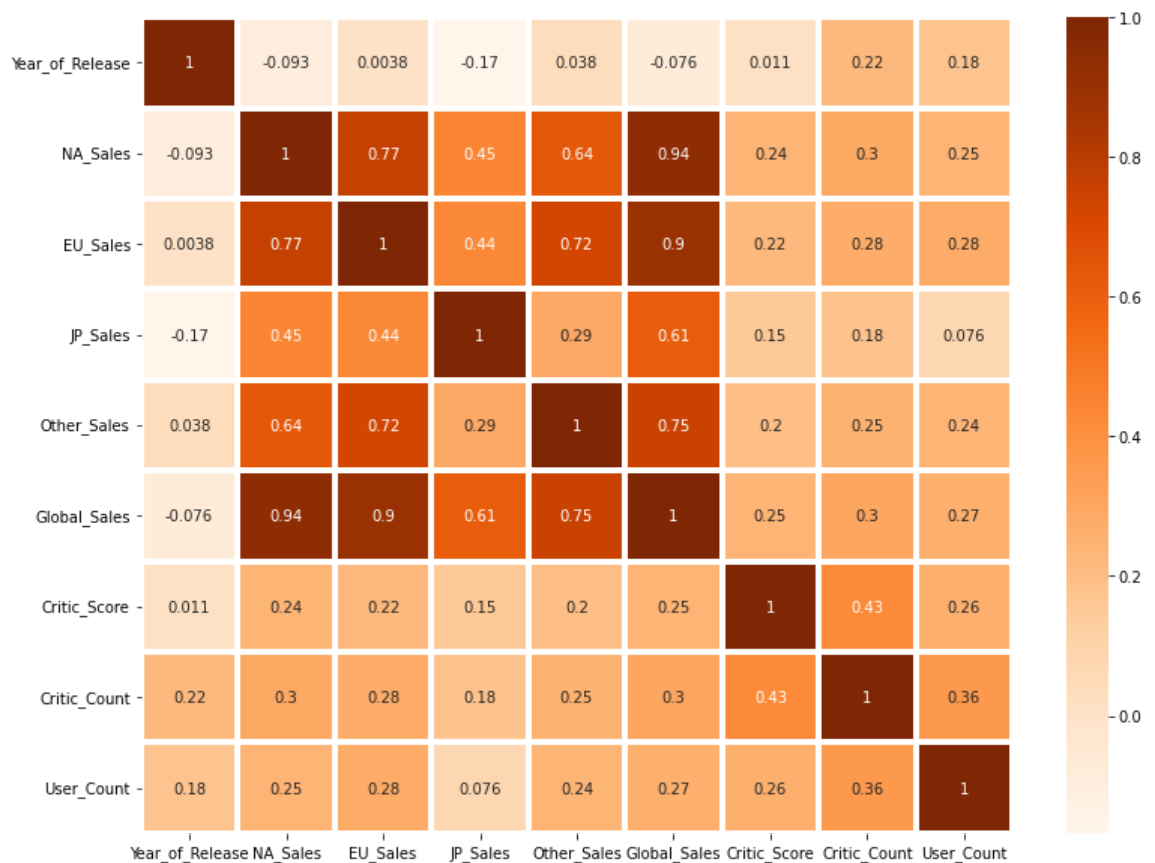 Year_of_Release 1 -0.093 0.0038 -0.17 0.038 -0.076 0.011 0.22 0.18
NA_Sales -0.093 1 0.77 0.45 0.64 0.94 0.24 0.3 0.25
EU_Sales 0.0038 0.77 1 0.44 0.72 0.9 0.22 0.28 0.28
JP_Sales -0.17 0.45 0.44 1 0.29 0.61 0.15 0.18 0.076
Other_Sales 0.038 0.64 0.72 0.29 1 0.75 0.2 0.25 0.24
Global_Sales -0.076 0.94 0.9 0.61 0.75 1 0.25 0.3 0.27
Critic_Score 0.011 0.24 0.22 0.15 0.2 0.25 1 0.43 0.26
Critic_Count 0.22 0.3 0.28 0.18 0.25 0.3 0.43 1 0.36
User_Count 0.18 0.25 0.28 0.076 0.24 0.27 0.26 0.36 1
Year_of_Release NA_Sales EU_Sales JP_Sales Other_Sales Global_Sales Critic_Score Critic_Count User_Count
1.0
0.8
0.6
0.4
0.2
0.0